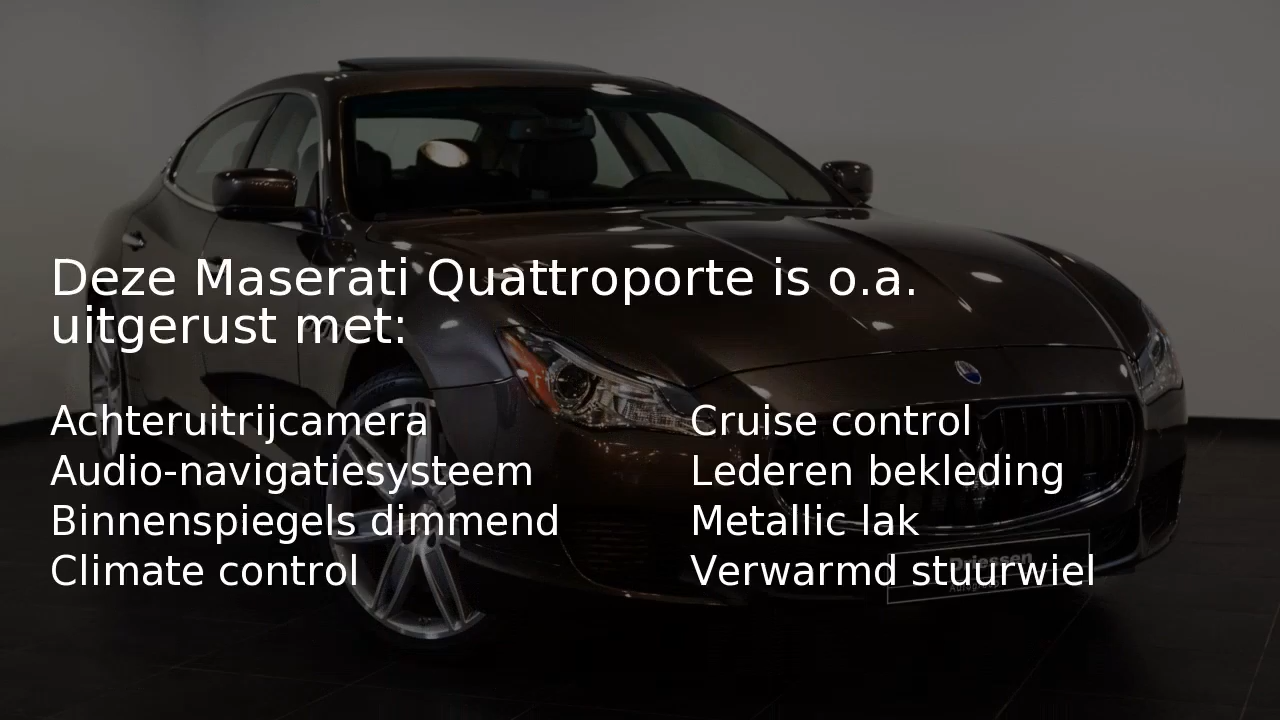 Deze Maserati Quattroporte is o.a.
uitgerust met:
Achteruitrijcamera
Audio-navigatiesysteem
Binnenspiegels dimmend
Climate control
Cruise control
Lederen bekleding
Metallic lak
Verwarmd stuurwiel
Driessen